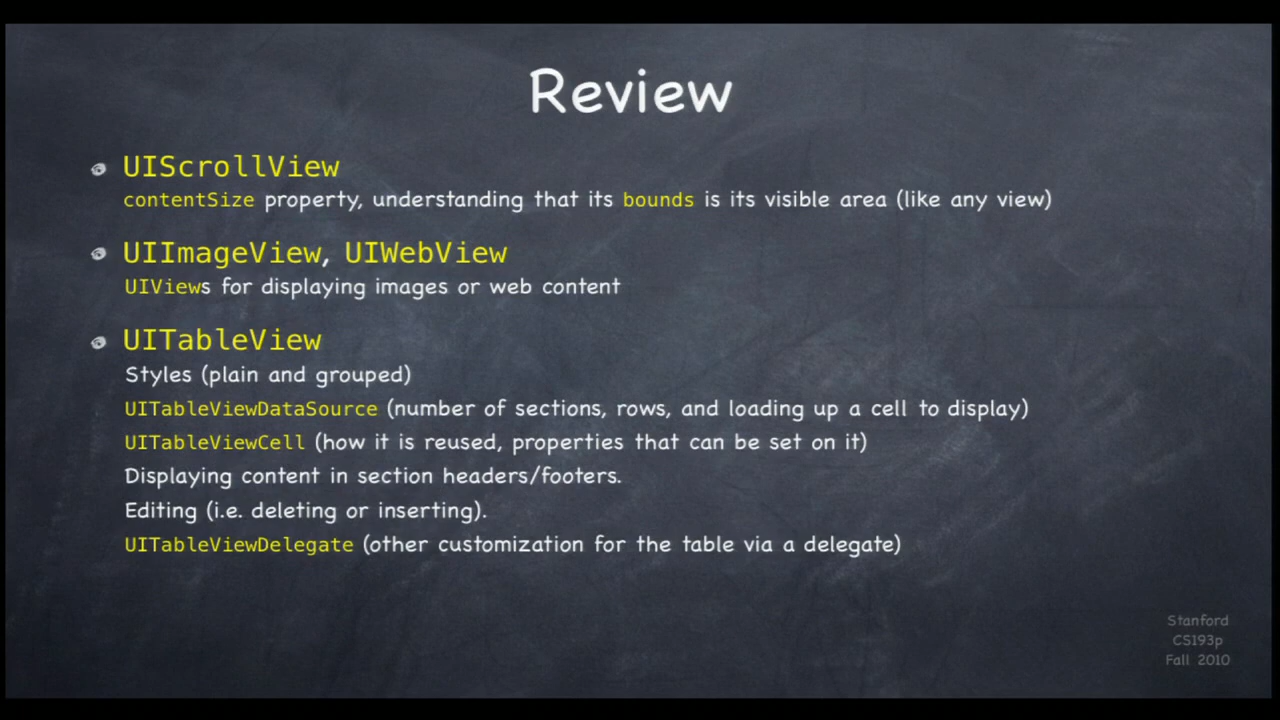 Review
UIScrollView
contentSize property, understanding that its bounds is its visible area (like any view)
UIImageView, UIWebView
UIViews for displaying images or web content
UITableView
Styles (plain and grouped)
UITableViewDataSource (number of sections, rows, and loading up a cell to display)
UITableViewCell (how it is reused, properties that can be set on it)
Displaying content in section headers/footers.
Editing (i.e. deleting or inserting).
UITableViewDelegate (other customization for the table via a delegate)
Stanford
CS193p
Fall 2010